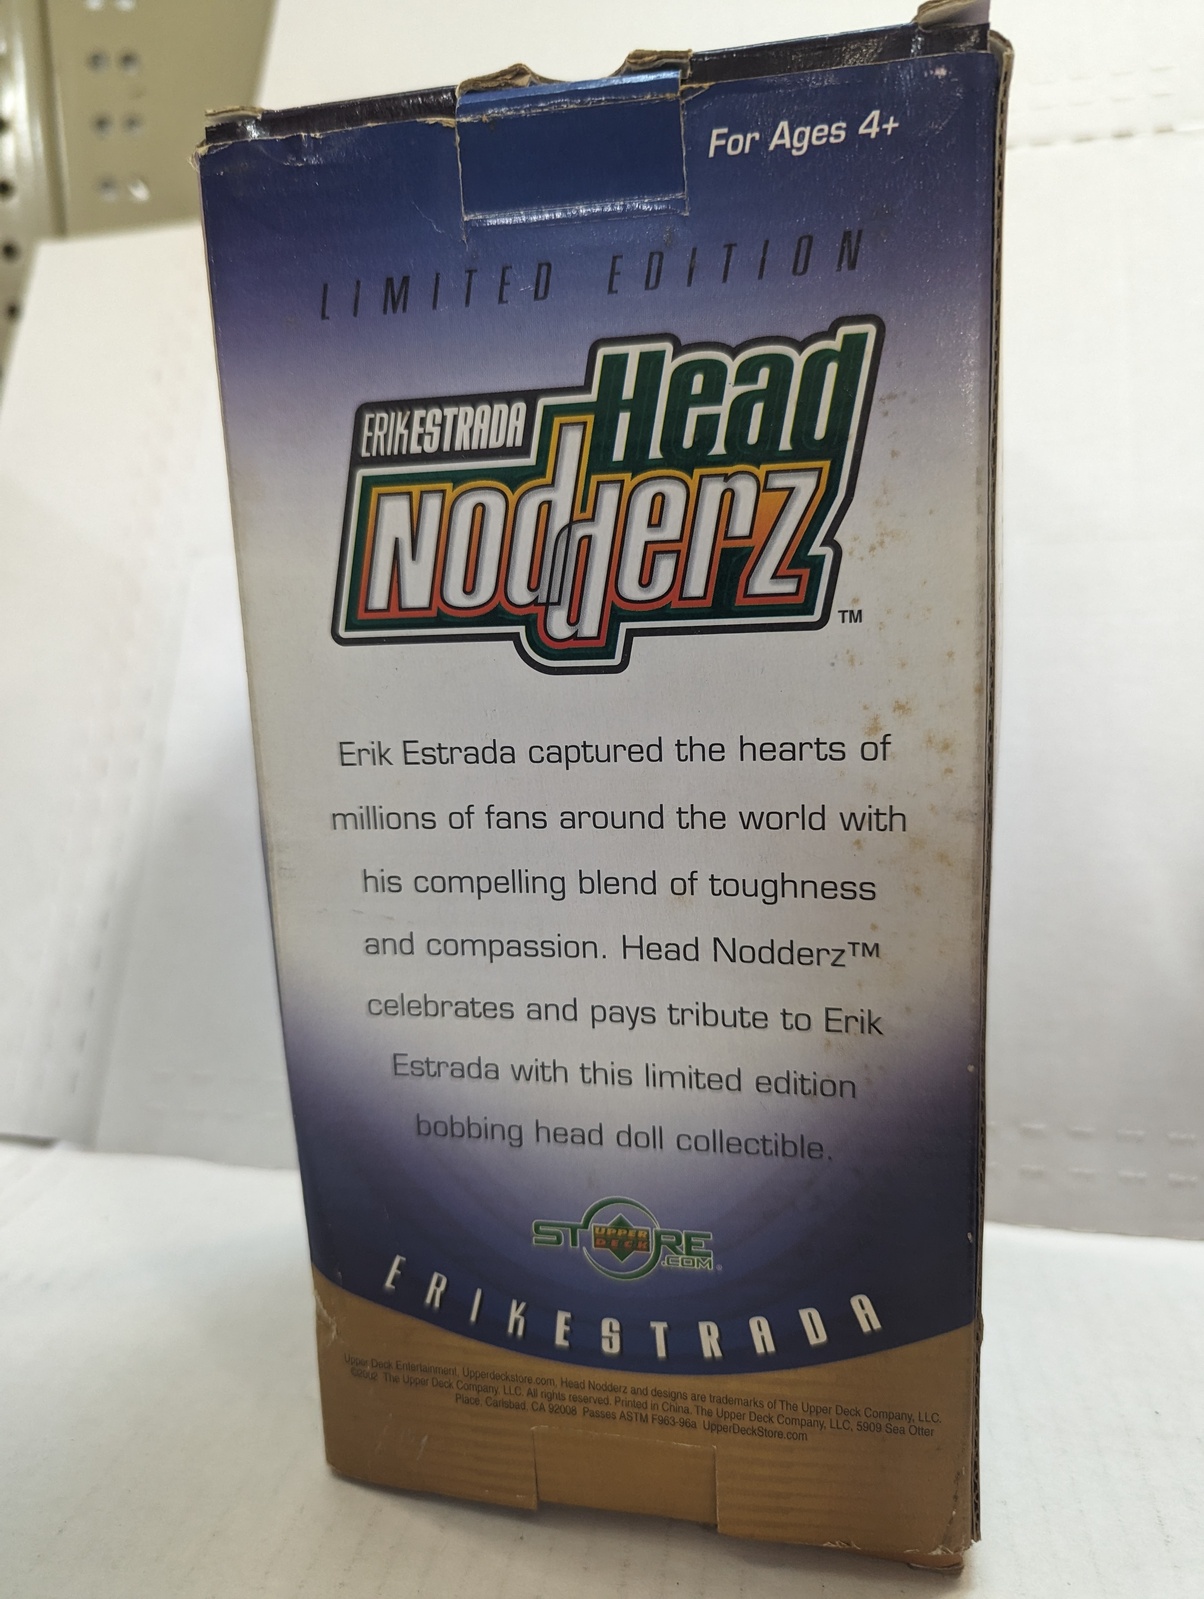 For Ages 4+
LIMITED EDITION
ERIKESTRADA
Head
Nodderz™
Erik Estrada captured the hearts of
millions of fans around the world with
his compelling blend of toughness
and compassion. Head Nodderz™
celebrates and pays tribute to Erik
Estrada with this limited edition
bobbing head doll collectible.
UPPER
DECK
STORE
.COM
ERIKESTRADA
Upper Deck Entertainment, Upperdeckstore.com, Head Nodderz and designs are trademarks of The Upper Deck Company, LLC.
©2002 The Upper Deck Company, LLC. All rights reserved. Printed in China. The Upper Deck Company, LLC, 5909 Sea Otter
Place, Carlsbad, CA 92008 Passes ASTM F963-96a UpperDeckStore.com